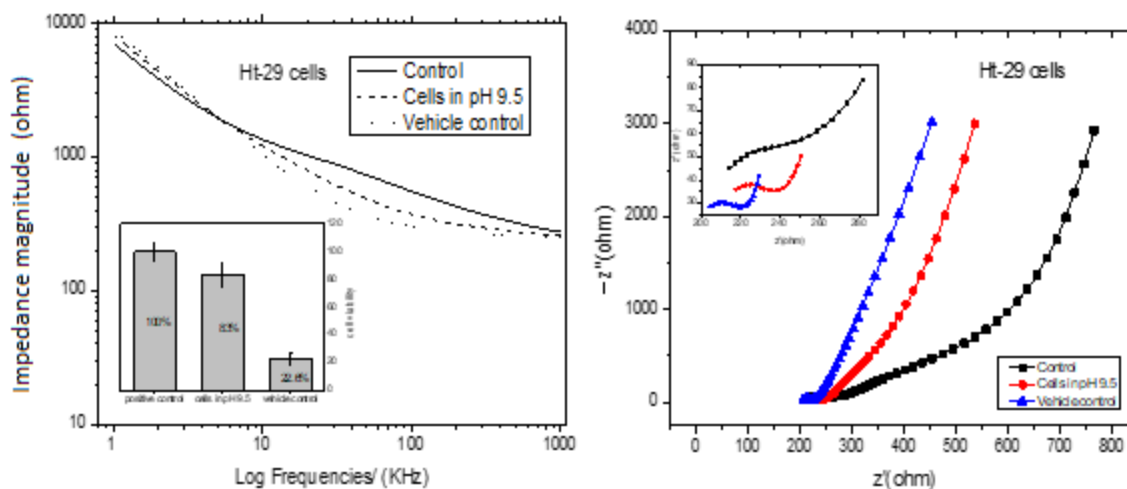 Ht-29 cells
Control
Cells in pH 9.5
Vehicle control
Impedance magnitude (ohm)
10000
1000
100
10
1
10
100
1000
Log Frequencies/ (KHz)
120
100
80
60
40
20
0
100%
83%
22.6%
positive control
cells in pH 9.5
vehicle control
Ht-29 cells
−z''(ohm)
4000
3000
2000
1000
0
0
100
200
300
400
500
600
700
800
z'(ohm)
Control
Cells in pH 9.5
Vehicle control
90
80
70
60
50
40
30
200
220
240
260
280
z'(ohm)